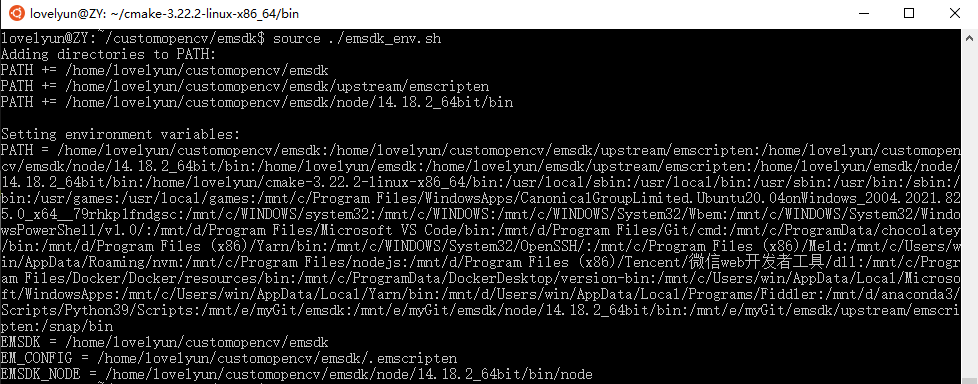 lovelyun@ZY: ~/cmake-3.22.2-linux-x86_64/bin
lovelyun@ZY:~/customopencv/emsdk$ source ./emsdk_env.sh
Adding directories to PATH:
PATH += /home/lovelyun/customopencv/emsdk
PATH += /home/lovelyun/customopencv/emsdk/upstream/emscripten
PATH += /home/lovelyun/customopencv/emsdk/node/14.18.2_64bit/bin
Setting environment variables:
PATH = /home/lovelyun/customopencv/emsdk:/home/lovelyun/customopencv/emsdk/upstream/emscripten:/home/lovelyun/customopen
cv/emsdk/node/14.18.2_64bit/bin:/home/lovelyun/emsdk:/home/lovelyun/emsdk/upstream/emscripten:/home/lovelyun/emsdk/node/
14.18.2_64bit/bin:/home/lovelyun/cmake-3.22.2-linux-x86_64/bin:/usr/local/sbin:/usr/local/bin:/usr/sbin:/usr/bin:/sbin:/
bin:/usr/games:/usr/local/games:/mnt/c/Program Files/WindowsApps/CanonicalGroupLimited.Ubuntu20.04onWindows_2004.2021.82
5.0_x64__79rhkp1fndgsc:/mnt/c/WINDOWS/system32:/mnt/c/WINDOWS:/mnt/c/WINDOWS/System32/Wbem:/mnt/c/WINDOWS/System32/Windo
wsPowerShell/v1.0/:/mnt/d/Program Files/Microsoft VS Code/bin:/mnt/d/Program Files/Git/cmd:/mnt/c/ProgramData/chocolatey
/bin:/mnt/d/Program Files (x86)/Yarn/bin:/mnt/c/WINDOWS/System32/OpenSSH/:/mnt/c/Program Files (x86)/Meld:/mnt/c/Users/w
in/AppData/Roaming/nvm:/mnt/c/Program Files/nodejs:/mnt/d/Program Files (x86)/Tencent/微信web开发者工具/dll:/mnt/c/Progr
am Files/Docker/Docker/resources/bin:/mnt/c/ProgramData/DockerDesktop/version-bin:/mnt/c/Users/win/AppData/Local/Microso
ft/WindowsApps:/mnt/c/Users/win/AppData/Local/Yarn/bin:/mnt/d/Users/win/AppData/Local/Programs/Fiddler:/mnt/d/anaconda3/
Scripts/Python39/Scripts:/mnt/e/myGit/emsdk:/mnt/e/myGit/emsdk/node/14.18.2_64bit/bin:/mnt/e/myGit/emsdk/upstream/emscri
pten:/snap/bin
EMSDK = /home/lovelyun/customopencv/emsdk
EM_CONFIG = /home/lovelyun/customopencv/emsdk/.emscripten
EMSDK_NODE = /home/lovelyun/customopencv/emsdk/node/14.18.2_64bit/bin/node